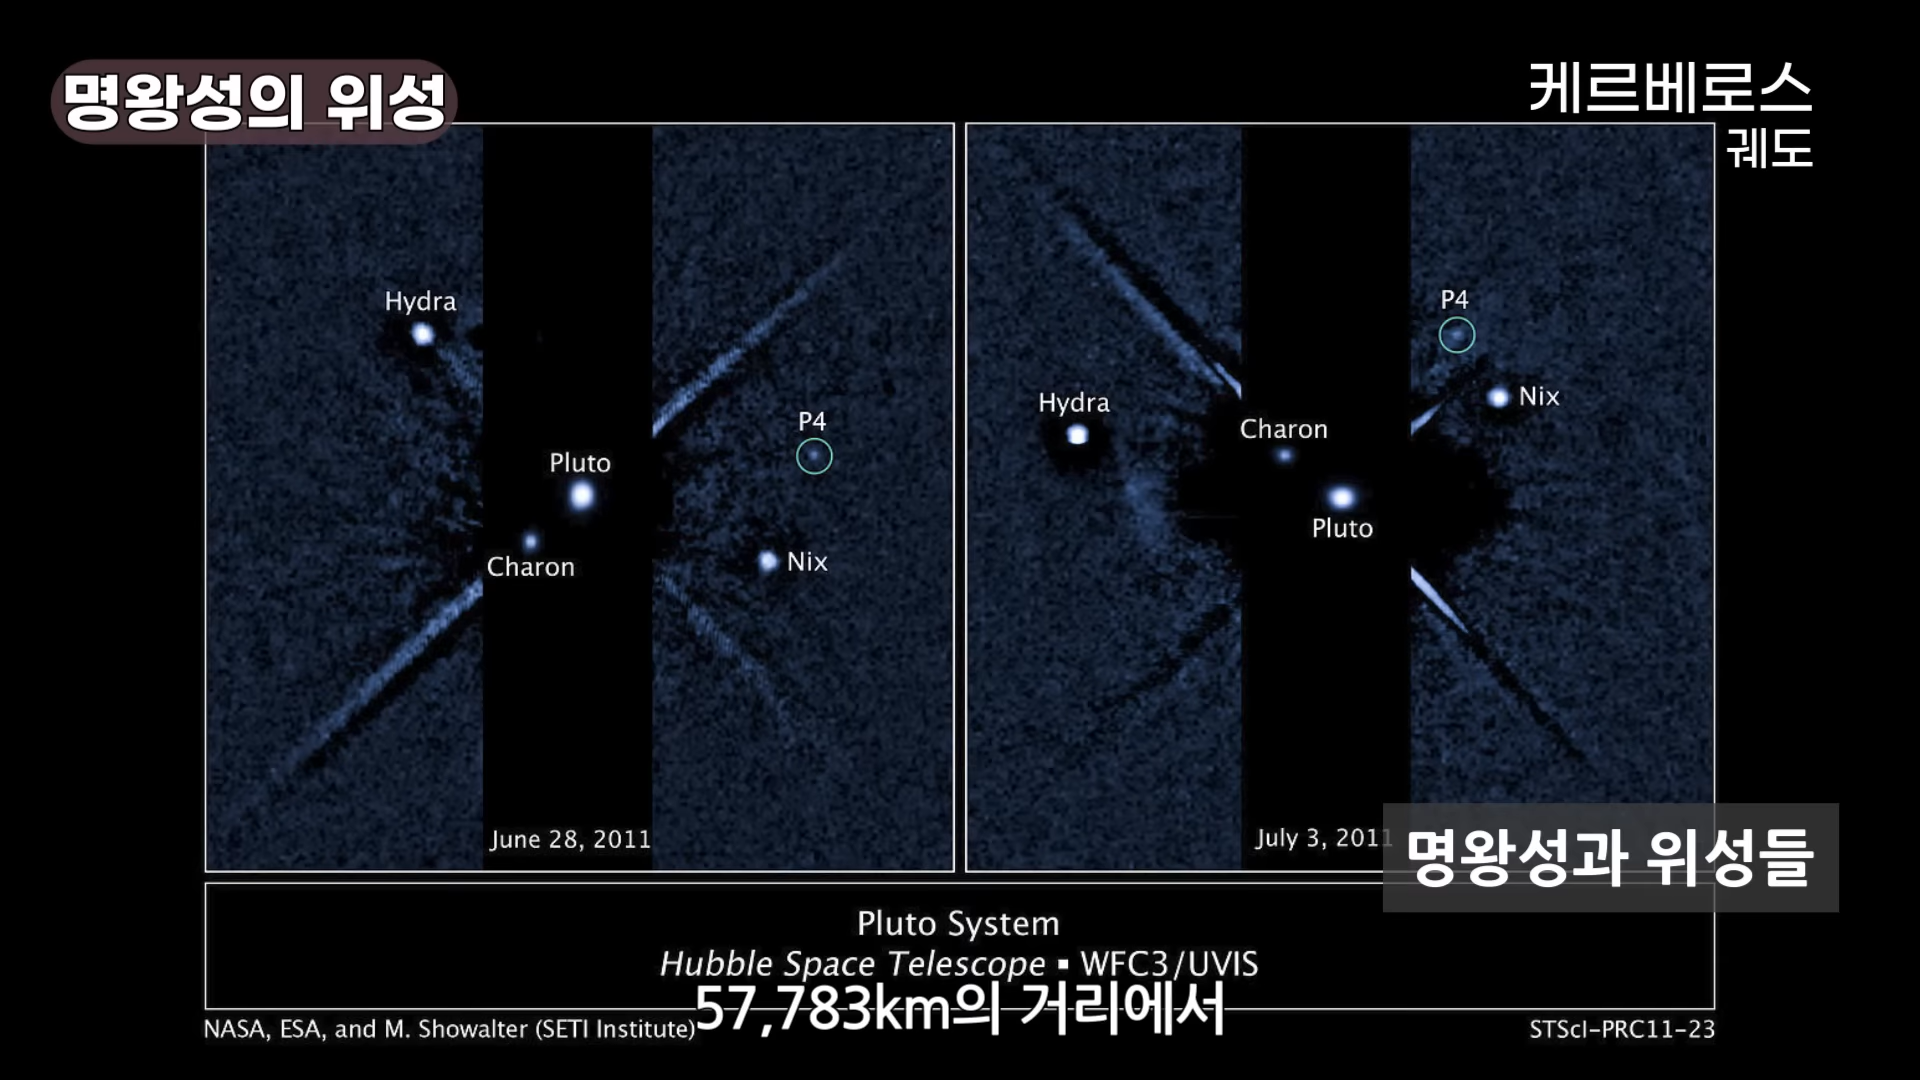 명왕성의 위성
케르베로스
궤도
Hydra
P4
Pluto
Charon
Nix
June 28, 2011
P4
Nix
Hydra
Charon
Pluto
July 3, 2011
명왕성과 위성들
Pluto System
Hubble Space Telescope ▪ WFC3/UVIS
57,783km의 거리에서
NASA, ESA, and M. Showalter (SETI Institute)
STScI-PRC11-23